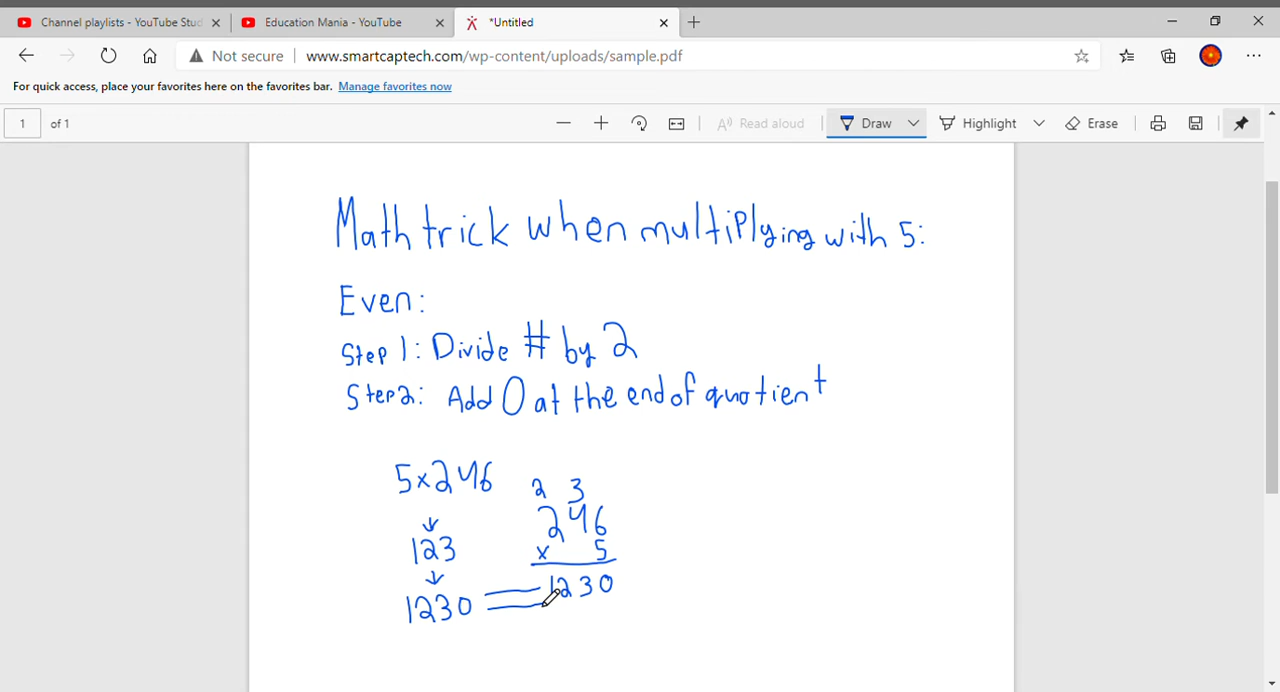 Channel playlists - YouTube Stud
Education Mania - YouTube
*Untitled
Not secure
www.smartcaptech.com/wp-content/uploads/sample.pdf
For quick access, place your favorites here on the favorites bar. Manage favorites now
1 of 1
Read aloud
Draw
Highlight
Erase
Math trick when multiplying with 5:
Even:
Step 1: Divide # by 2
Step 2: Add 0 at the end of quotient
5x246
↓
123
↓
1230 =
2 3
246
x 5
1230